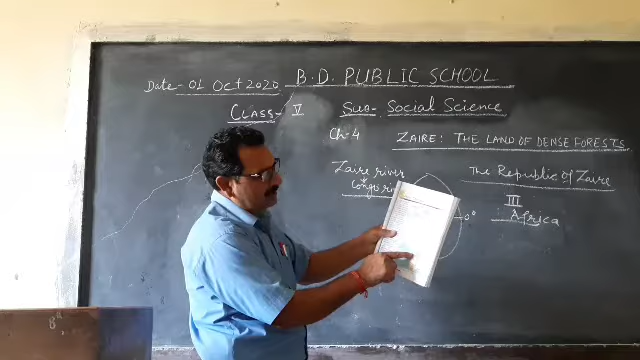 Date- 01 Oct 2020 B.D. PUBLIC SCHOOL
CLASS- V Sub- Social Science
Ch-4 ZAIRE: THE LAND OF DENSE FORESTS
Zaire river The Republic of Zaire
Congo ri
III
0°
Africa